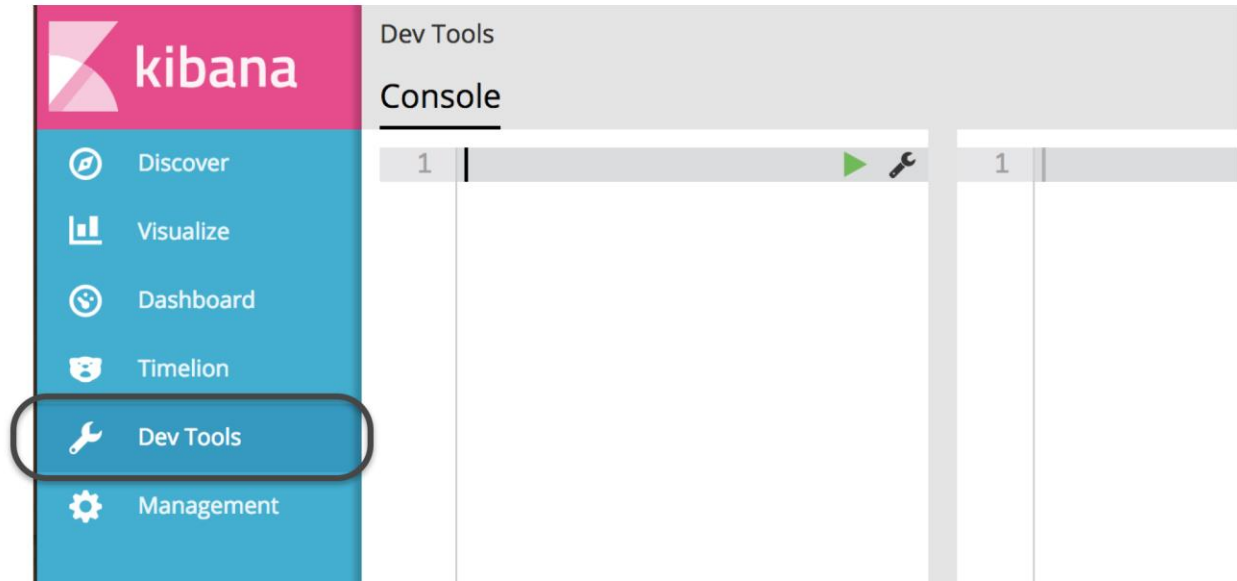 kibana
Discover
Visualize
Dashboard
Timelion
Dev Tools
Management
Dev Tools
Console
1
1